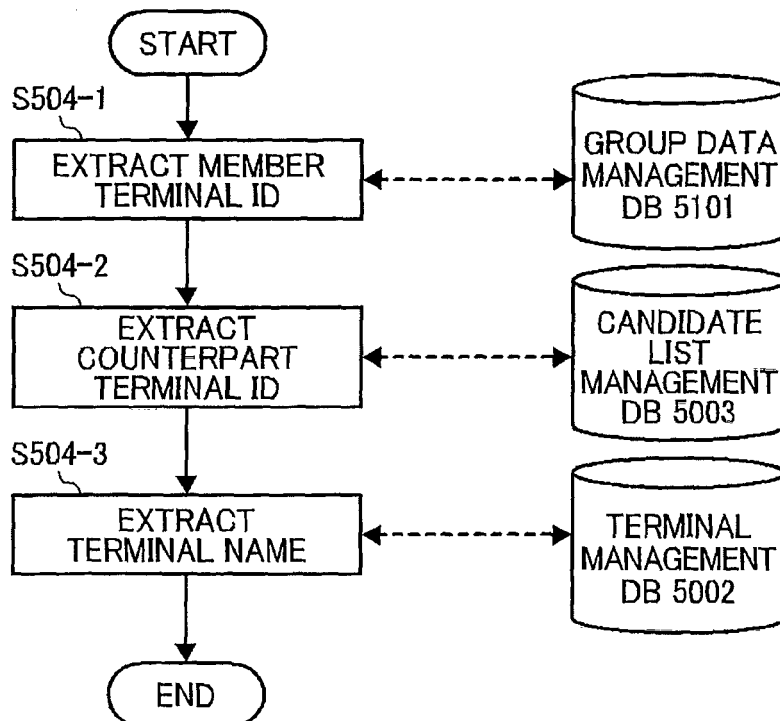 START
S504-1
EXTRACT MEMBER
TERMINAL ID
GROUP DATA
MANAGEMENT
DB 5101
S504-2
EXTRACT
COUNTERPART
TERMINAL ID
CANDIDATE
LIST
MANAGEMENT
DB 5003
S504-3
EXTRACT
TERMINAL NAME
TERMINAL
MANAGEMENT
DB 5002
END